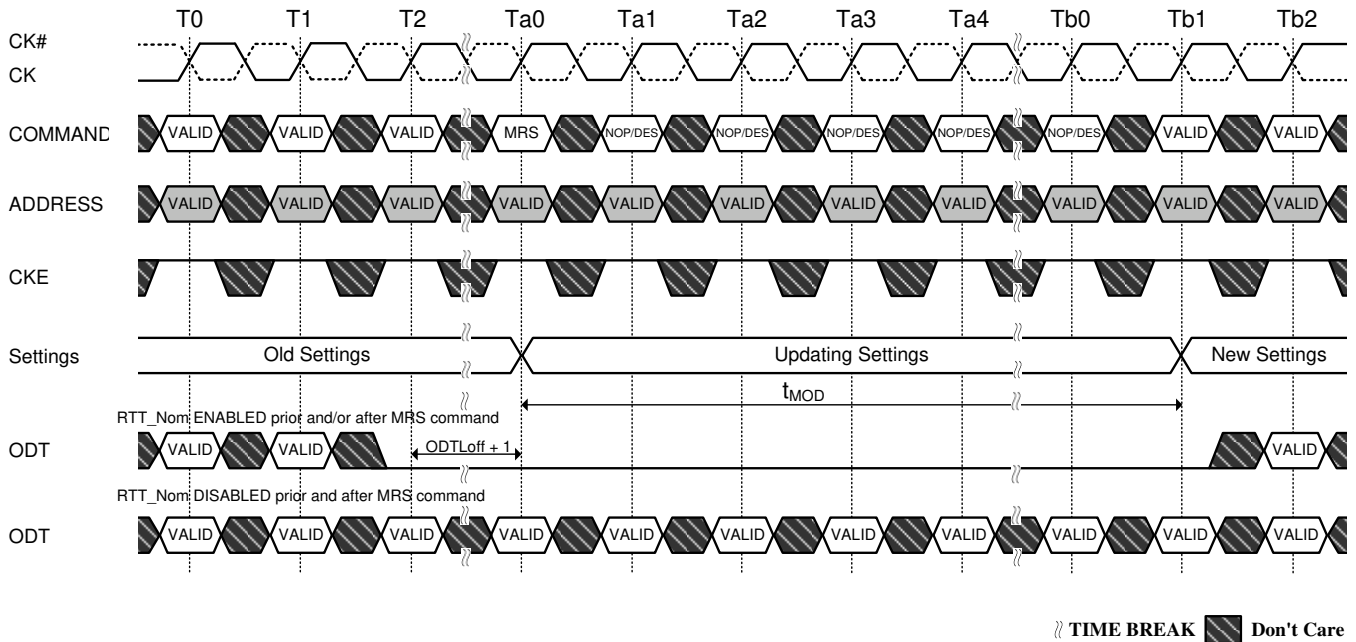 T0 T1 T2 Ta0 Ta1 Ta2 Ta3 Ta4 Tb0 Tb1 Tb2
CK#
CK
COMMAND VALID VALID VALID MRS NOP/DES NOP/DES NOP/DES NOP/DES NOP/DES VALID VALID
ADDRESS VALID VALID VALID VALID VALID VALID VALID VALID VALID VALID VALID
CKE
Settings Old Settings Updating Settings New Settings
tMOD
RTT_Nom ENABLED prior and/or after MRS command
ODT VALID VALID ODTLoff + 1 VALID
RTT_Nom DISABLED prior and after MRS command
ODT VALID VALID VALID VALID VALID VALID VALID VALID VALID VALID VALID
TIME BREAK Don't Care